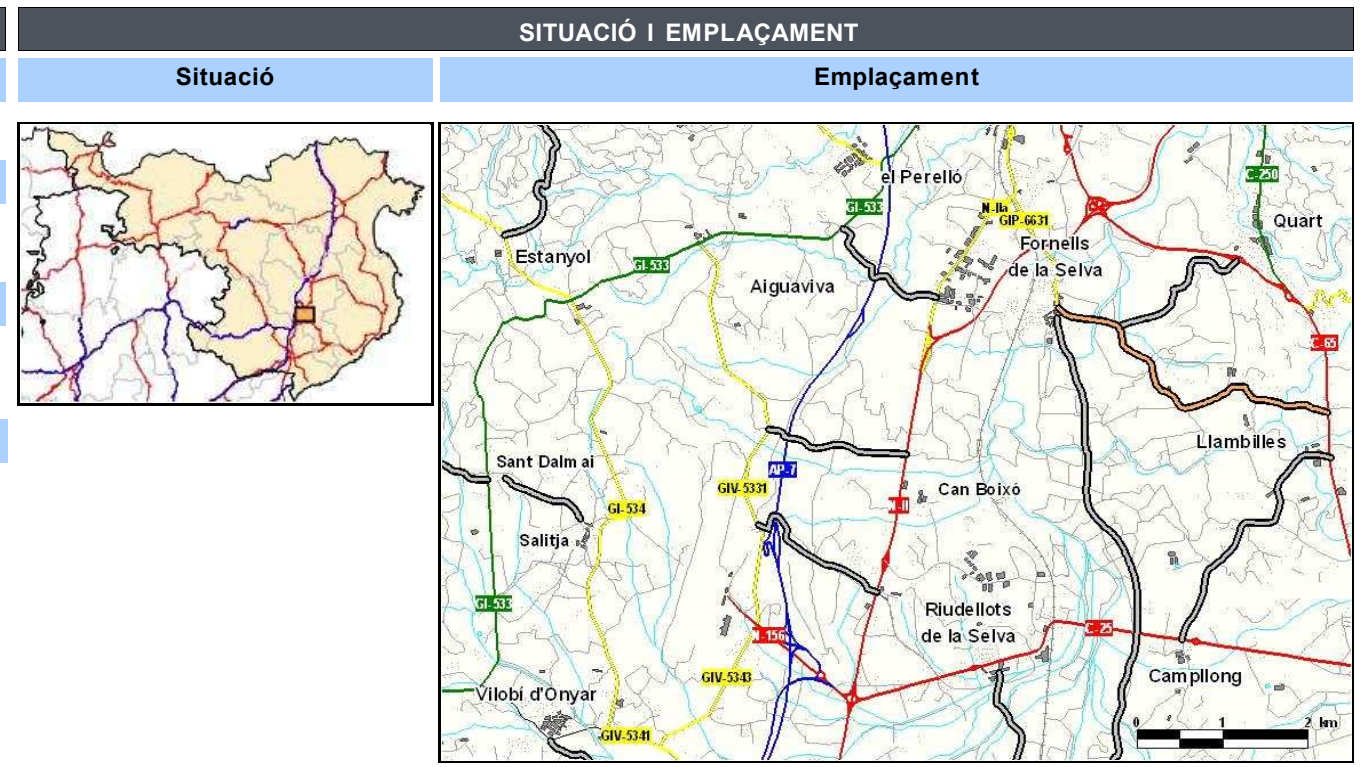 SITUACIÓ I EMPLAÇAMENT
Situació
Emplaçament
el Perelló
C-250
GI-533
N-IIa
GIP-6631
Quart
Fornells
de la Selva
Estanyol
GI-533
Aiguaviva
C-65
Llambilles
Sant Dalmai
AP-7
GIV-5331
Can Boixó
N-II
GI-534
Salitja
GI-533
Riudellots
de la Selva
C-25
N-156
GIV-5343
Campllong
Vilobí d'Onyar
GIV-5341
0 1 2 km